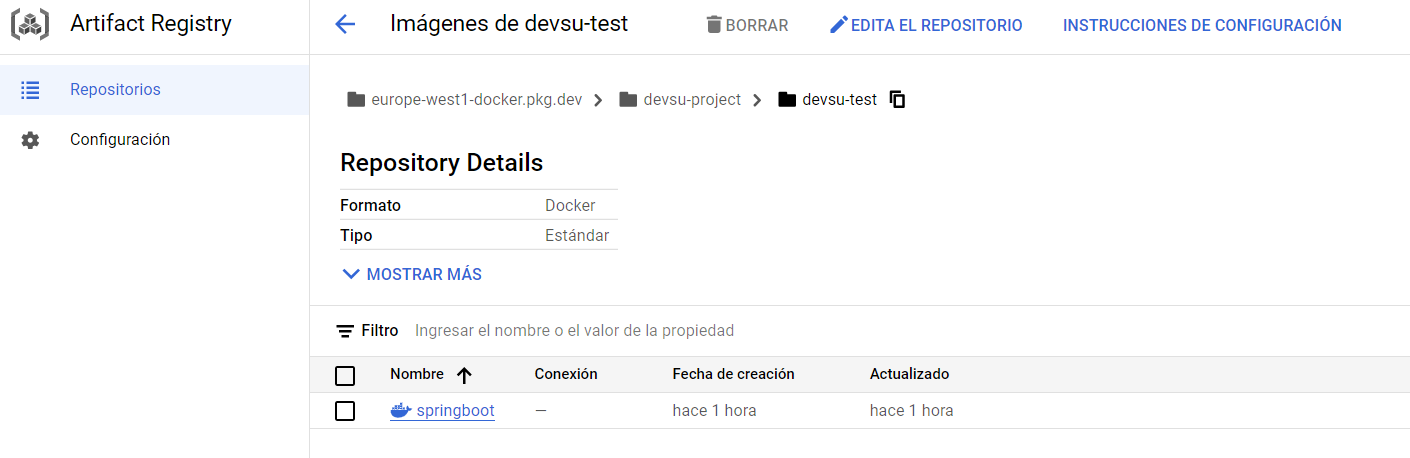 Artifact Registry
Imágenes de devsu-test
BORRAR
EDITA EL REPOSITORIO
INSTRUCCIONES DE CONFIGURACIÓN
Repositorios
Configuración
europe-west1-docker.pkg.dev
devsu-project
devsu-test
Repository Details
Formato Docker
Tipo Estándar
MOSTRAR MÁS
Filtro Ingresar el nombre o el valor de la propiedad
Nombre Conexión Fecha de creación Actualizado
springboot — hace 1 hora hace 1 hora